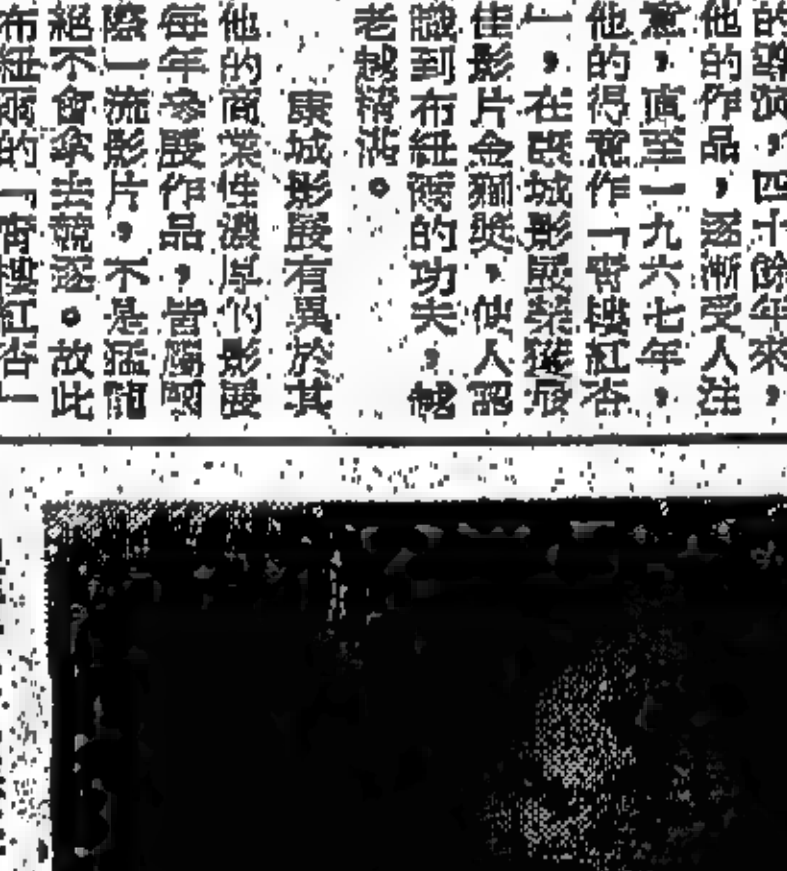 的導演,四十餘年來,
他的作品,逐漸受人注
意,直至一九六七年,
他的得意作「青樓紅杏
」,在康城影展榮獲最
佳影片金獅獎,使人認
識到布紐爾的功夫,
老越精湛。
康城影展有異於其
他的商業性濃厚的影展
每年參展作品,皆屬國
際一流影片,不是猛龍
絕不會拿去競逐。故此
布紐爾的「青樓紅杏」